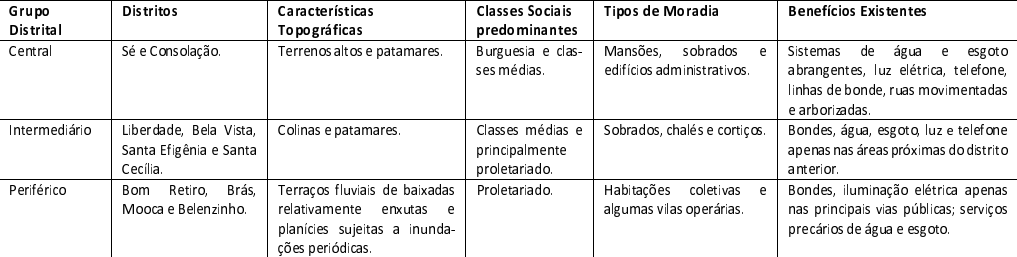 Grupo Distrital
Distritos
Características Topográficas
Classes Sociais predominantes
Tipos de Moradia
Benefícios Existentes
Central
Sé e Consolação.
Terrenos altos e patamares.
Burguesia e clas-
ses médias.
Mansões, sobrados e
edifícios administrativos.
Sistemas de água e esgoto
abrangentes, luz elétrica, telefone,
linhas de bonde, ruas movimentadas
e arborizadas.
Intermediário
Liberdade, Bela Vista,
Santa Efigênia e Santa
Cecília.
Colinas e patamares.
Classes médias e
principalmente
proletariado.
Sobrados, chalés e cortiços.
Bondes, água, esgoto, luz e telefone
apenas nas áreas próximas do distrito
anterior.
Periférico
Bom Retiro, Brás,
Mooca e Belenzinho.
Terraços fluviais de baixadas
relativamente enxutas e
planícies sujeitas a inunda-
ções periódicas.
Proletariado.
Habitações coletivas e
algumas vilas operárias.
Bondes, iluminação elétrica apenas
nas principais vias públicas; serviços
precários de água e esgoto.